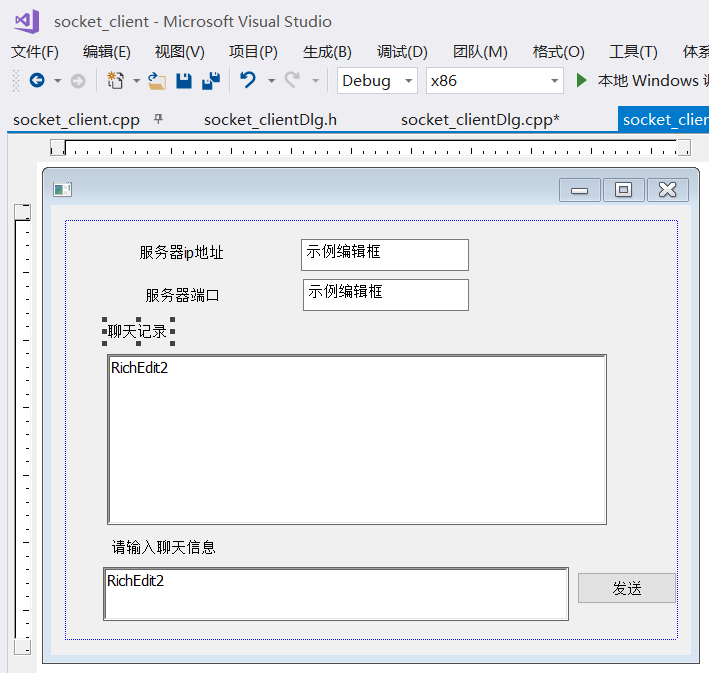 socket_client - Microsoft Visual Studio
文件(F) 编辑(E) 视图(V) 项目(P) 生成(B) 调试(D) 团队(M) 格式(O) 工具(T) 体系
Debug x86 本地 Windows 调
socket_client.cpp socket_clientDlg.h socket_clientDlg.cpp* socket_clier
服务器ip地址 示例编辑框
服务器端口 示例编辑框
聊天记录
RichEdit2
请输入聊天信息
RichEdit2 发送